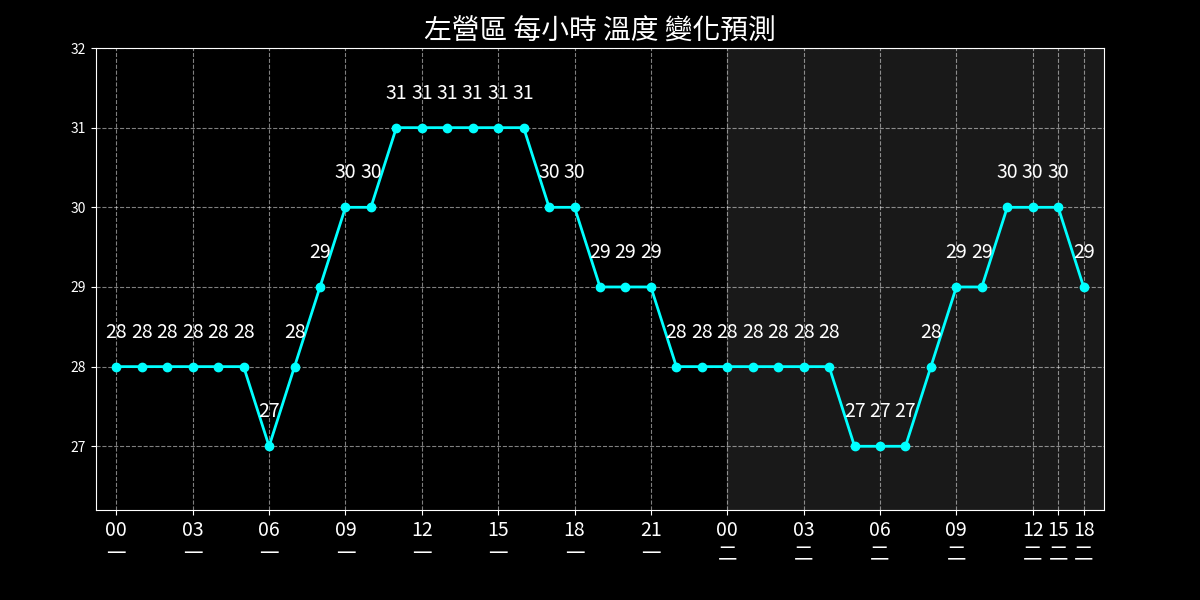 左營區 每小時 溫度 變化預測
32
31 31 31 31 31 31
31
30 30 30 30 30 30 30
30
29 29 29 29 29 29 29
29
28 28 28 28 28 28 28 28 28 28 28 28 28 28 28
28
27 27 27 27
27
00 03 06 09 12 15 18 21 00 03 06 09 12 15 18
一 一 一 一 一 一 一 一 二 二 二 二 二 二 二